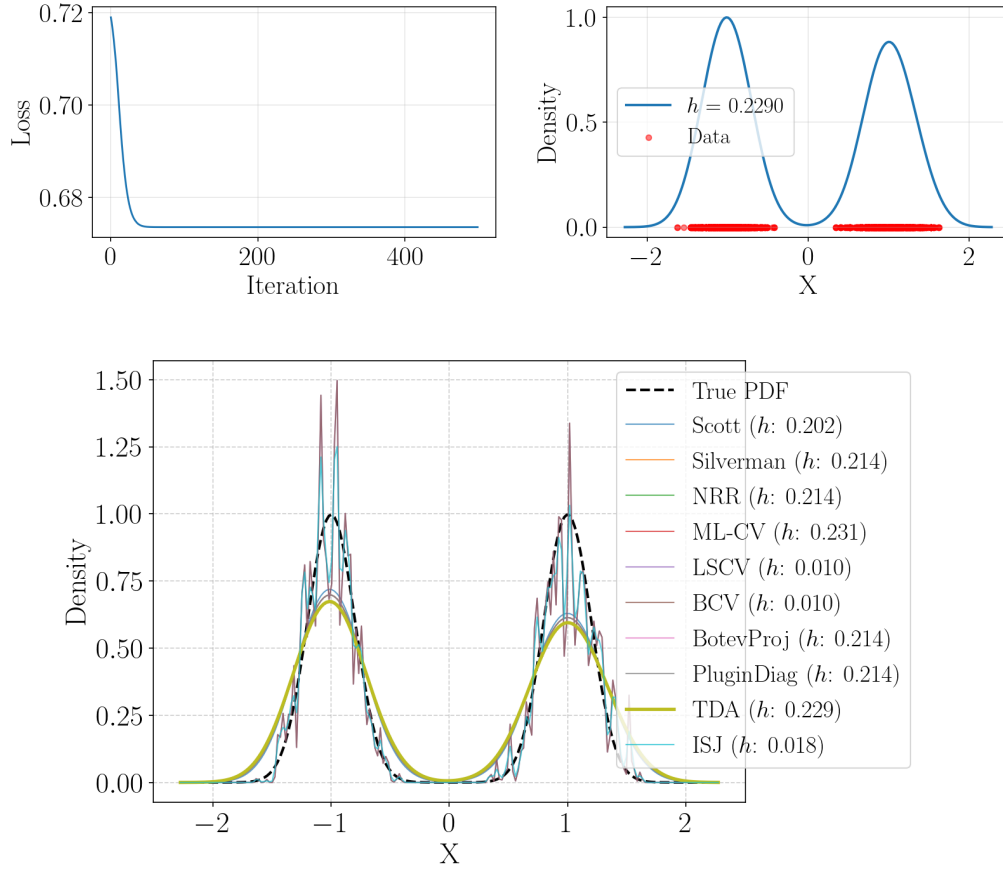 0.72
0.70
0.68
Loss
0
200
400
Iteration
1.0
0.5
0.0
Density
h = 0.2290
Data
−2
0
2
X
1.50
1.25
1.00
0.75
0.50
0.25
0.00
Density
−2
−1
0
1
2
X
True PDF
Scott (h: 0.202)
Silverman (h: 0.214)
NRR (h: 0.214)
ML-CV (h: 0.231)
LSCV (h: 0.010)
BCV (h: 0.010)
BotevProj (h: 0.214)
PluginDiag (h: 0.214)
TDA (h: 0.229)
ISJ (h: 0.018)